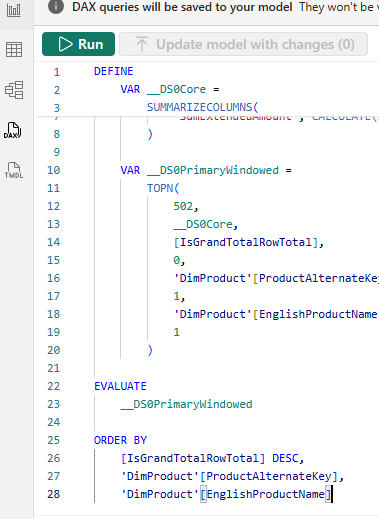 DAX queries will be saved to your model They won't be
Run
Update model with changes (0)
DAX
TMDL
1 DEFINE
2 VAR __DS0Core =
3 SUMMARIZECOLUMNS(
7 "SumExtendedAmount", CALCULATE(
8 )
9
10 VAR __DS0PrimaryWindowed =
11 TOPN(
12 502,
13 __DS0Core,
14 [IsGrandTotalRowTotal],
15 0,
16 'DimProduct'[ProductAlternateKe
17 1,
18 'DimProduct'[EnglishProductName
19 1
20 )
21
22 EVALUATE
23 __DS0PrimaryWindowed
24
25 ORDER BY
26 [IsGrandTotalRowTotal] DESC,
27 'DimProduct'[ProductAlternateKey],
28 'DimProduct'[EnglishProductName]